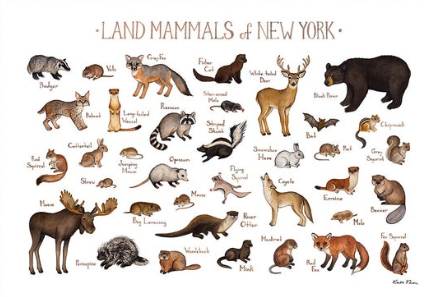 ·LAND MAMMALS of NEW YORK·
Badger
Vole
Gray Fox
Fisher Cat
White-tailed Deer
Black Bear
Bobcat
Long-tailed Weasel
Raccoon
Star-nosed Mole
Striped Skunk
Bat
Chipmunk
Red Squirrel
Cottontail
Jumping Mouse
Opossum
Snowshoe Hare
Rat
Gray Squirrel
Shrew
Mouse
Flying Squirrel
Coyote
Ermine
Beaver
Moose
Bog Lemming
River Otter
Mole
Porcupine
Woodchuck
Mink
Muskrat
Red Fox
Fox Squirrel